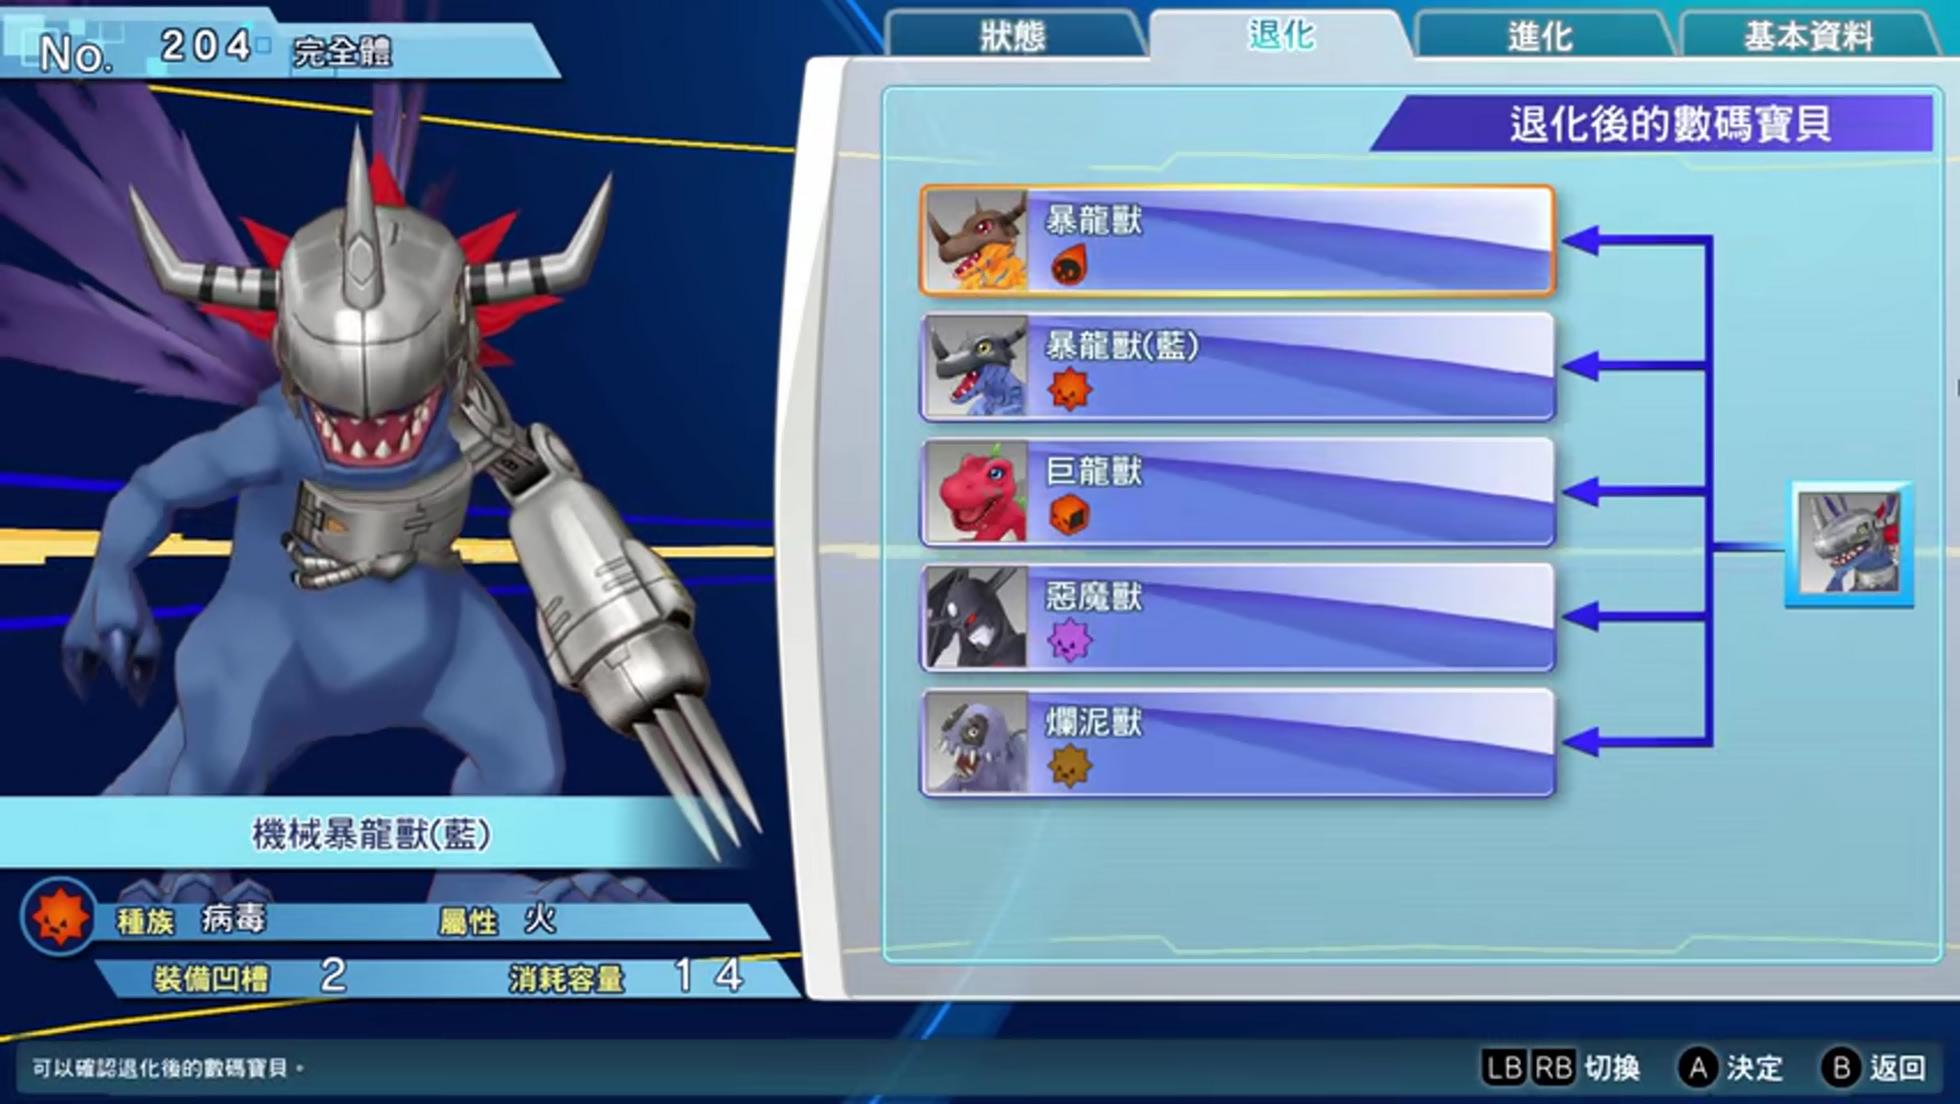 No. 204 完全體
狀態 退化 進化 基本資料
退化後的數碼寶貝
暴龍獸
暴龍獸(藍)
巨龍獸
惡魔獸
爛泥獸
機械暴龍獸(藍)
種族 病毒 屬性 火
裝備凹槽 2 消耗容量 14
可以確認退化後的數碼寶貝。
LB RB 切換 A 決定 B 返回